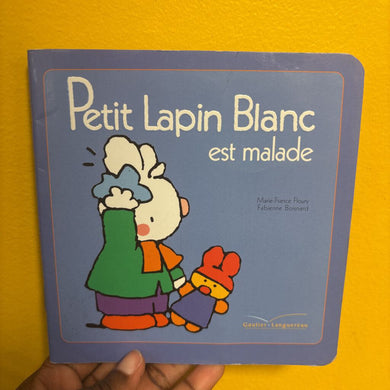 Petit Lapin Blanc
est malade
Marie-France Floury
Fabienne Boisnard
Gautier • Languereau